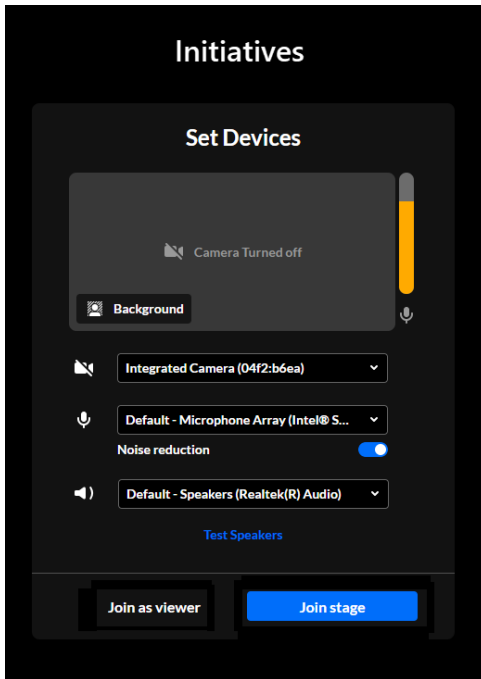 Initiatives
Set Devices
Camera Turned off
Background
Integrated Camera (04f2:b6ea)
Default - Microphone Array (Intel® S...
Noise reduction
Default - Speakers (Realtek(R) Audio)
Test Speakers
Join as viewer
Join stage